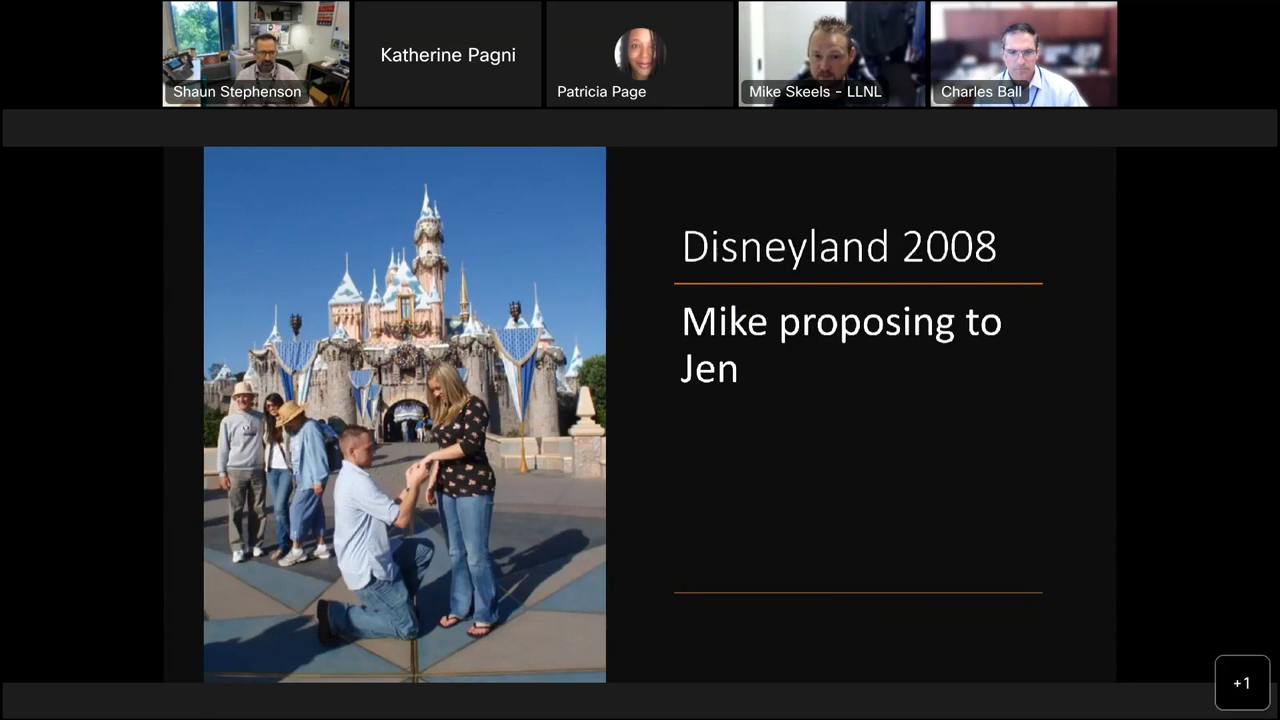 Shaun Stephenson
Katherine Pagni
Patricia Page
Mike Skeels - LLNL
Charles Ball
Disneyland 2008
Mike proposing to
Jen
+1